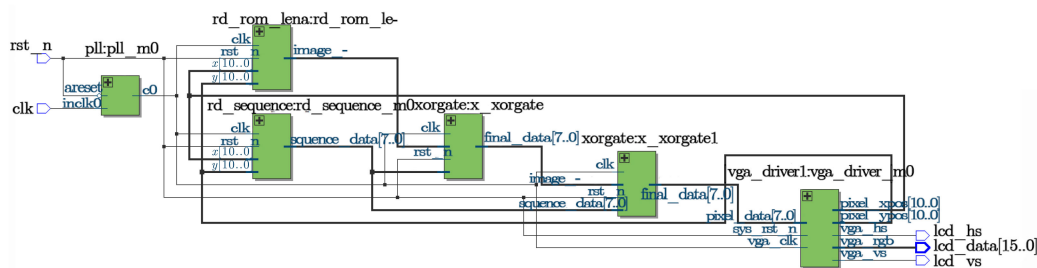 rd_rom_lena:rd_rom_le-
clk
rst_n
x[10..0]
y[10..0]
image_-
rst_n
pll:pll_m0
areset
inclk0
c0
clk
rd_sequence:rd_sequence_m0
clk
rst_n
x[10..0]
y[10..0]
squence_data[7..0]
xorgate:x_xorgate
clk
rst_n
final_data[7..0]
xorgate:x_xorgate1
clk
image_-
rst_n
squence_data[7..0]
final_data[7..0]
vga_driver1:vga_driver_m0
pixel_data[7..0]
sys_rst_n
vga_clk
pixel_xpos[10..0]
pixel_ypos[10..0]
vga_hs
vga_rgb
vga_vs
lcd_hs
lcd_data[15..0]
lcd_vs